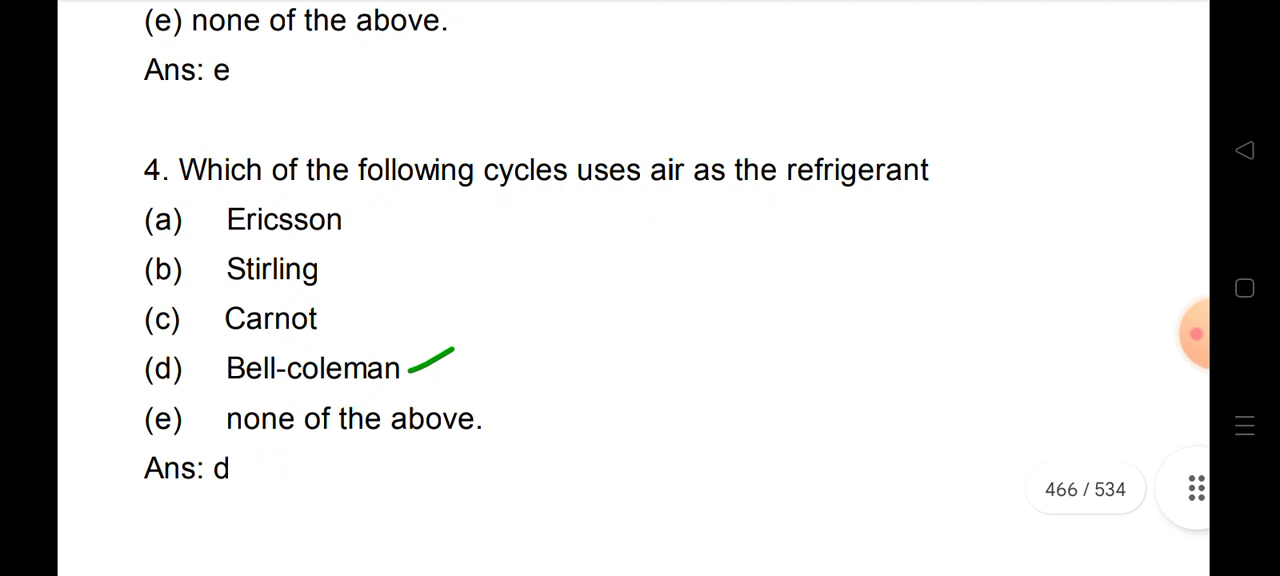 (e) none of the above.
Ans: e
4. Which of the following cycles uses air as the refrigerant
(a) Ericsson
(b) Stirling
(c) Carnot
(d) Bell-coleman
(e) none of the above.
Ans: d
466 / 534